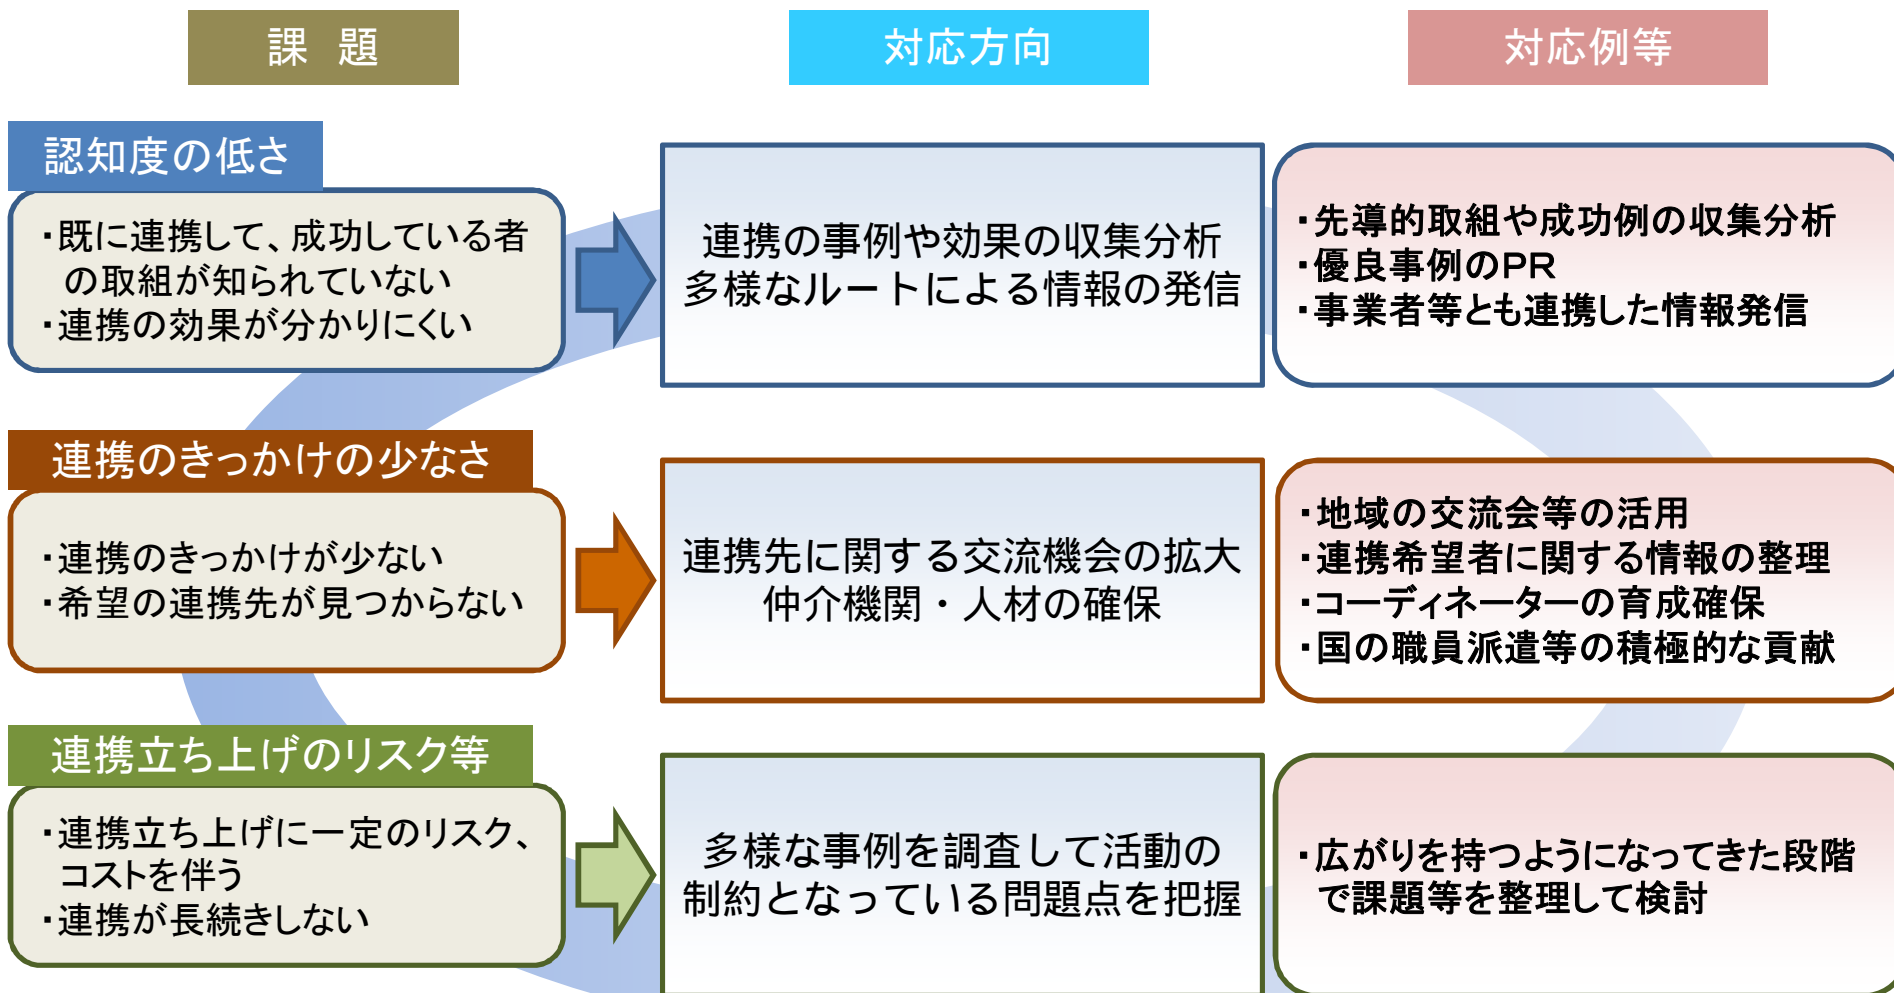 課　題
対応方向
対応例等
認知度の低さ
・既に連携して、成功している者
の取組が知られていない
・連携の効果が分かりにくい
連携の事例や効果の収集分析
多様なルートによる情報の発信
・先導的取組や成功例の収集分析
・優良事例のPR
・事業者等とも連携した情報発信
連携のきっかけの少なさ
・連携のきっかけが少ない
・希望の連携先が見つからない
連携先に関する交流機会の拡大
仲介機関・人材の確保
・地域の交流会等の活用
・連携希望者に関する情報の整理
・コーディネーターの育成確保
・国の職員派遣等の積極的な貢献
連携立ち上げのリスク等
・連携立ち上げに一定のリスク、
コストを伴う
・連携が長続きしない
多様な事例を調査して活動の
制約となっている問題点を把握
・広がりを持つようになってきた段階
で課題等を整理して検討